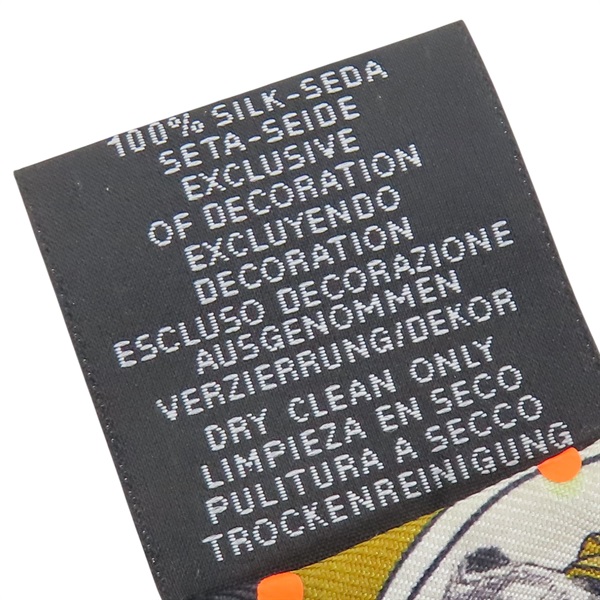 100% SILK-SEDA
SETA-SEIDE
EXCLUSIVE
OF DECORATION
EXCLUYENDO
DECORATION
ESCLUSO DECORAZIONE
AUSGENOMMEN
VERZIERRUNG/DEKOR
DRY CLEAN ONLY
LIMPIEZA EN SECO
PULITURA A SECCO
TROCKENREINIGUNG